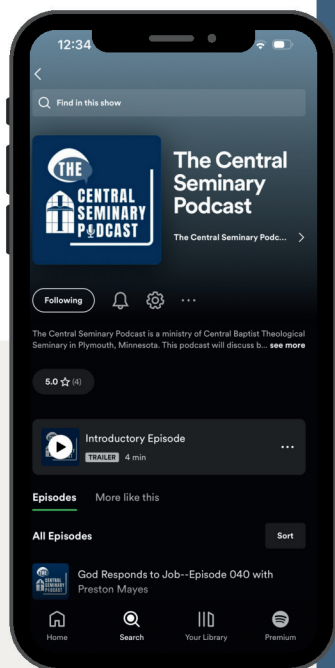 12:34
Find in this show
THE
CENTRAL
SEMINARY
PODCAST
The Central
Seminary
Podcast
The Central Seminary Podc...
Following
The Central Seminary Podcast is a ministry of Central Baptist Theological
Seminary in Plymouth, Minnesota. This podcast will discuss b... see more
5.0 (4)
Introductory Episode
TRAILER 4 min
Episodes More like this
All Episodes
Sort
God Responds to Job--Episode 040 with
Preston Mayes
Home Search Your Library Premium